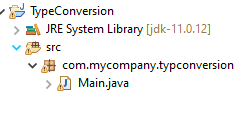 TypeConversion
JRE System Library [jdk-11.0.12]
src
com.mycompany.typconversion
Main.java